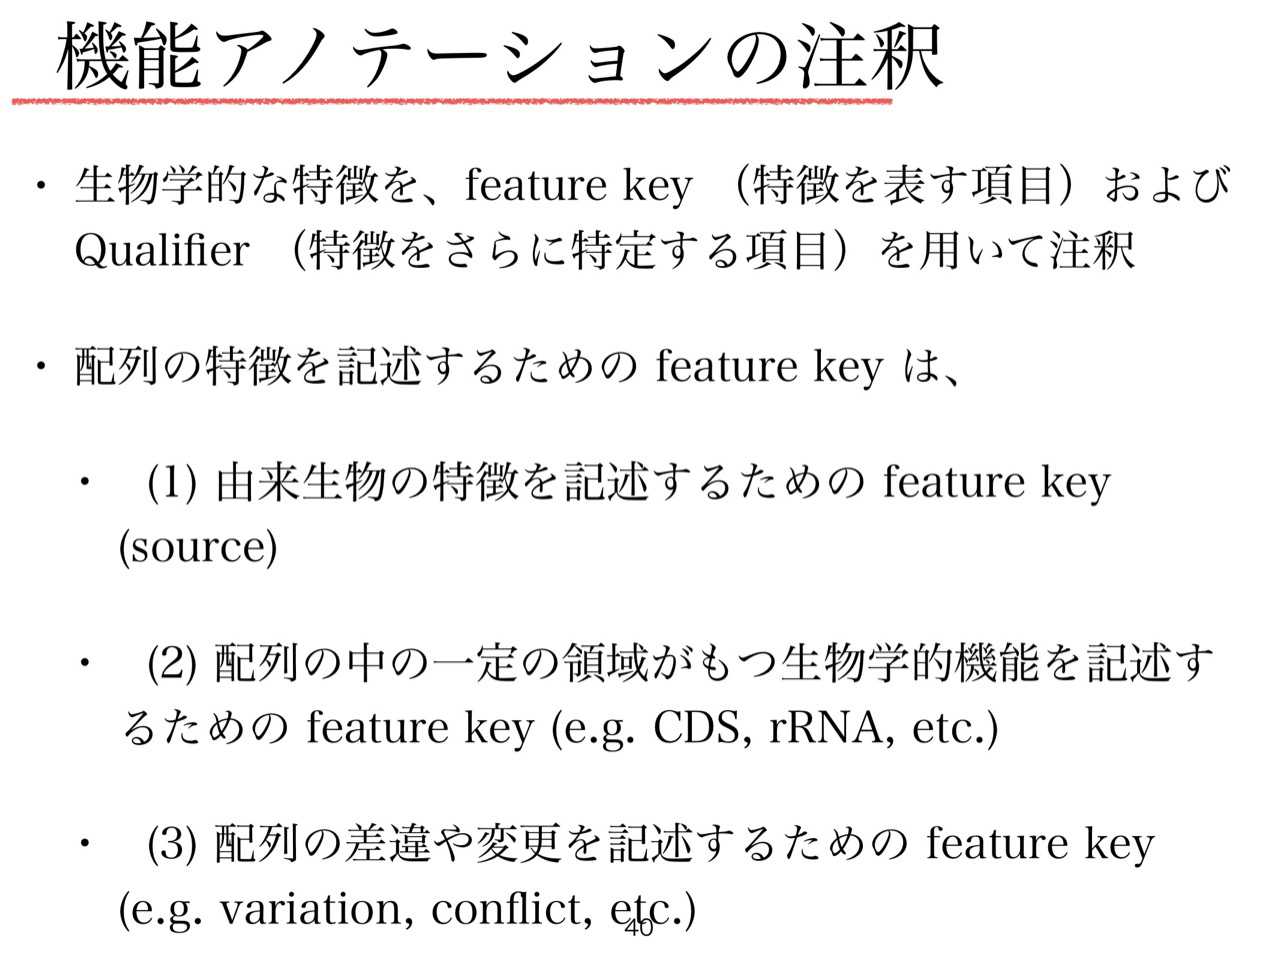 機能アノテーションの注釈
・ 生物学的な特徴を、feature key （特徴を表す項目）および
Qualifier （特徴をさらに特定する項目）を用いて注釈
・ 配列の特徴を記述するための feature key は、
・ (1) 由来生物の特徴を記述するための feature key
(source)
・ (2) 配列の中の一定の領域がもつ生物学的機能を記述す
るための feature key (e.g. CDS, rRNA, etc.)
・ (3) 配列の差違や変更を記述するための feature key
(e.g. variation, conflict, etc.)
40